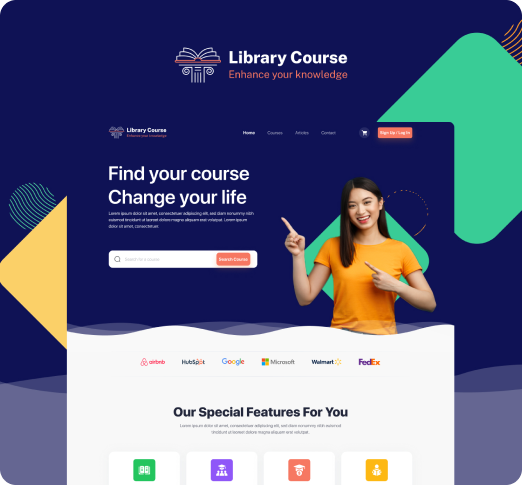 Library Course
Enhance your knowledge
Library Course
Enhance your knowledge
Home Courses Articles Contact Sign Up / Log In
Find your course
Change your life
Lorem ipsum dolor sit amet, consectetuer adipiscing elit, diam nonummy nibh
euismod tincidunt ut laoreet dolore magna aliquam erat volutpat. Lorem ipsum
dolor sit amet, consectetuer.
Search for a course Search Course
airbnb HubSpot Google Microsoft Walmart FedEx
Our Special Features For You
Lorem ipsum dolor sit amet, consectetuer adipiscing elit, diam nonummy nibh euismod
tincidunt ut laoreet dolore magna aliquam erat volutpat.